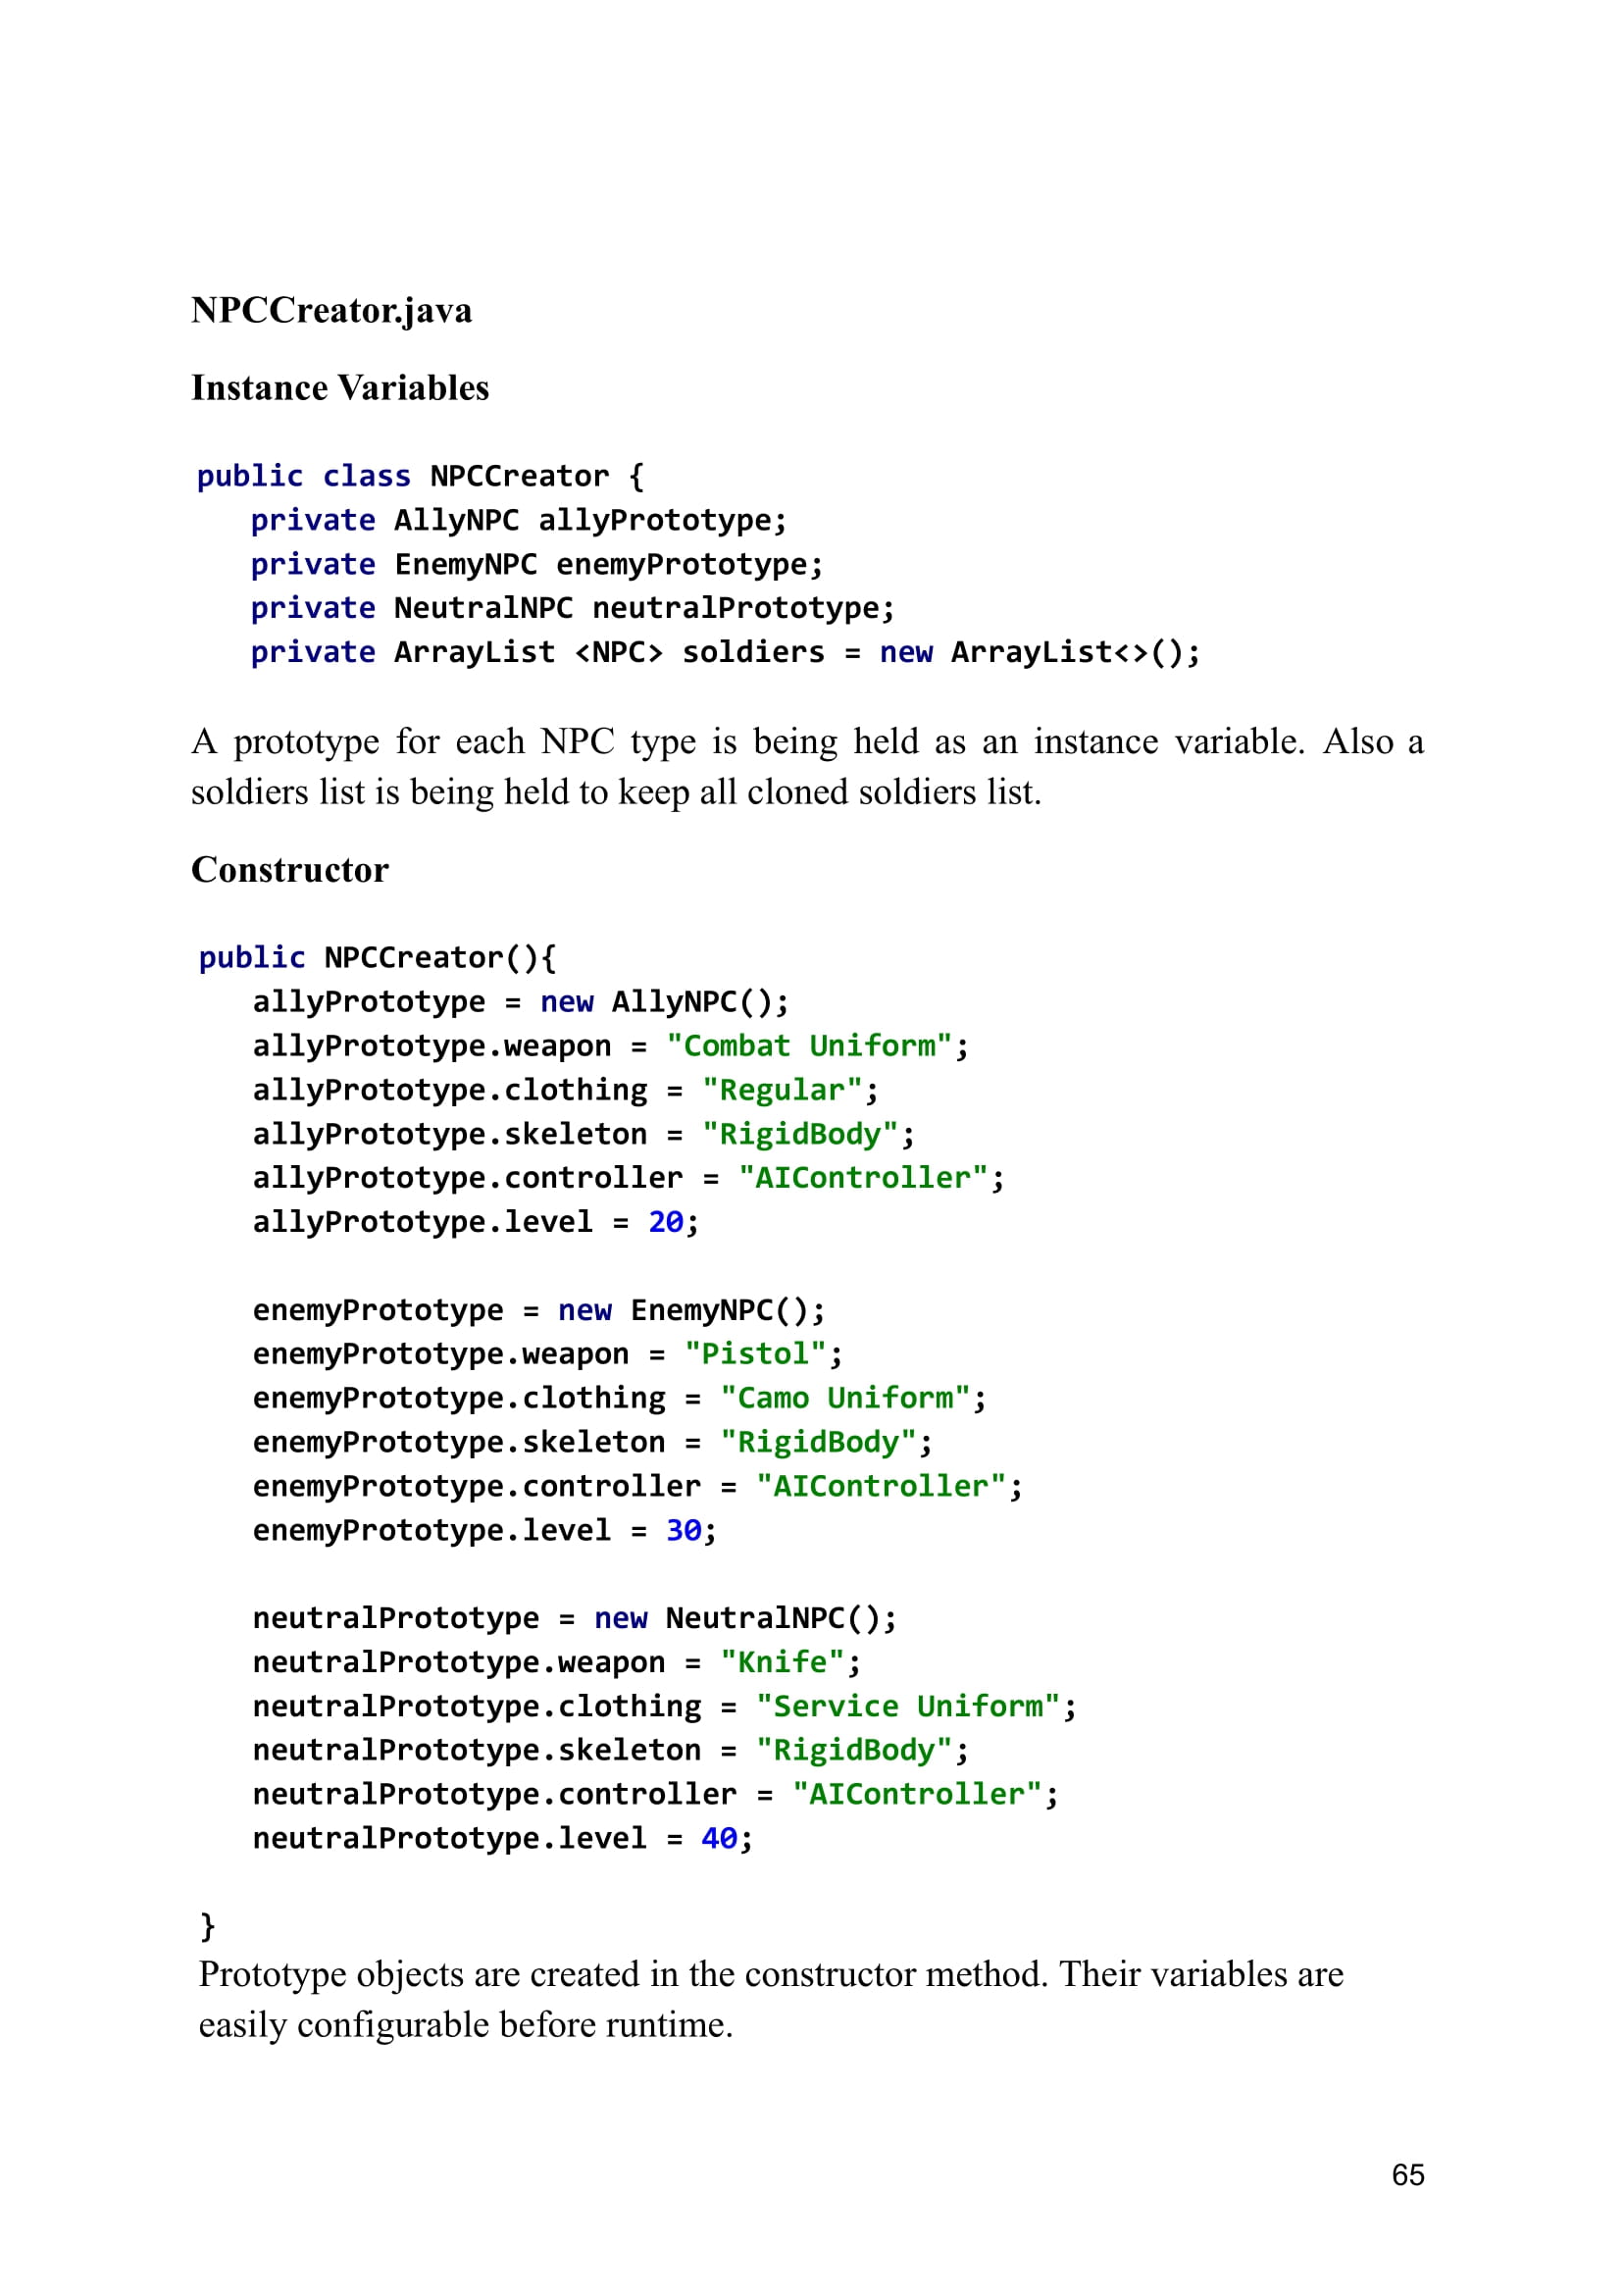 NPCCreator.java
Instance Variables
public class NPCCreator {
   private AllyNPC allyPrototype;
   private EnemyNPC enemyPrototype;
   private NeutralNPC neutralPrototype;
   private ArrayList <NPC> soldiers = new ArrayList<>();
A prototype for each NPC type is being held as an instance variable. Also a
soldiers list is being held to keep all cloned soldiers list.
Constructor
public NPCCreator(){
   allyPrototype = new AllyNPC();
   allyPrototype.weapon = "Combat Uniform";
   allyPrototype.clothing = "Regular";
   allyPrototype.skeleton = "RigidBody";
   allyPrototype.controller = "AIController";
   allyPrototype.level = 20;
   enemyPrototype = new EnemyNPC();
   enemyPrototype.weapon = "Pistol";
   enemyPrototype.clothing = "Camo Uniform";
   enemyPrototype.skeleton = "RigidBody";
   enemyPrototype.controller = "AIController";
   enemyPrototype.level = 30;
   neutralPrototype = new NeutralNPC();
   neutralPrototype.weapon = "Knife";
   neutralPrototype.clothing = "Service Uniform";
   neutralPrototype.skeleton = "RigidBody";
   neutralPrototype.controller = "AIController";
   neutralPrototype.level = 40;
}
Prototype objects are created in the constructor method. Their variables are
easily configurable before runtime.
65